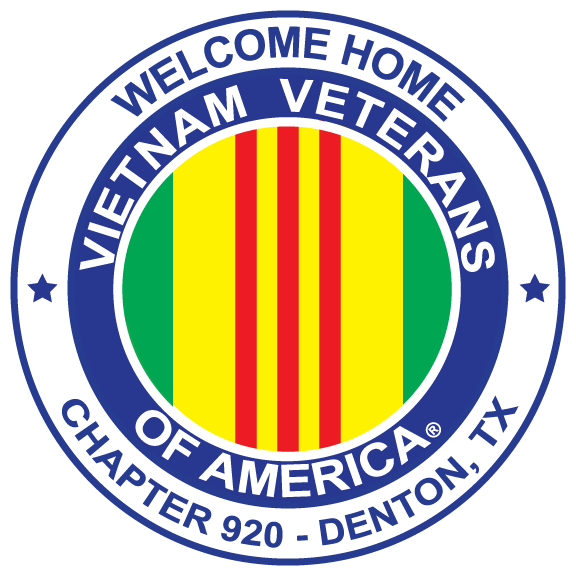 WELCOME HOME
VIETNAM VETERANS
OF AMERICA®
CHAPTER 920 - DENTON, TX